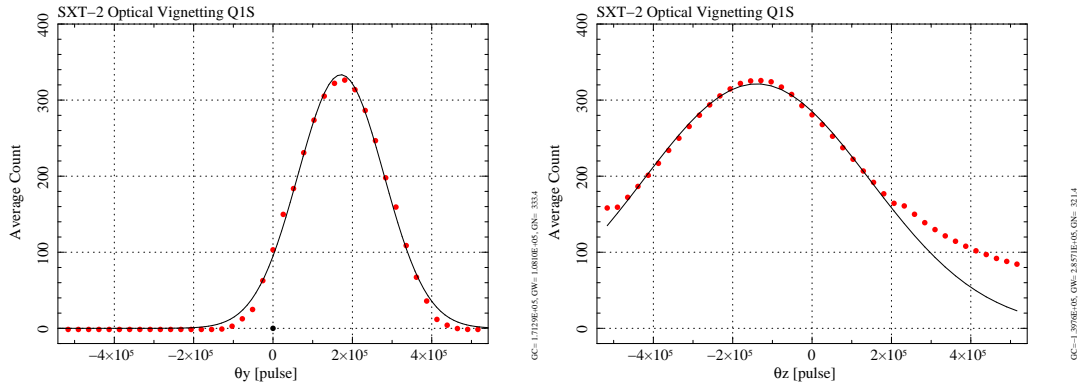 SXT−2 Optical Vignetting Q1S
400
300
200
100
0
Average Count
−4×10⁵ −2×10⁵ 0 2×10⁵ 4×10⁵
θy [pulse]
GC= 1.7129E+05, GW= 1.0810E+05, GN= 333.4
SXT−2 Optical Vignetting Q1S
400
300
200
100
0
Average Count
−4×10⁵ −2×10⁵ 0 2×10⁵ 4×10⁵
θz [pulse]
GC=−1.3976E+05, GW= 2.8571E+05, GN= 321.4